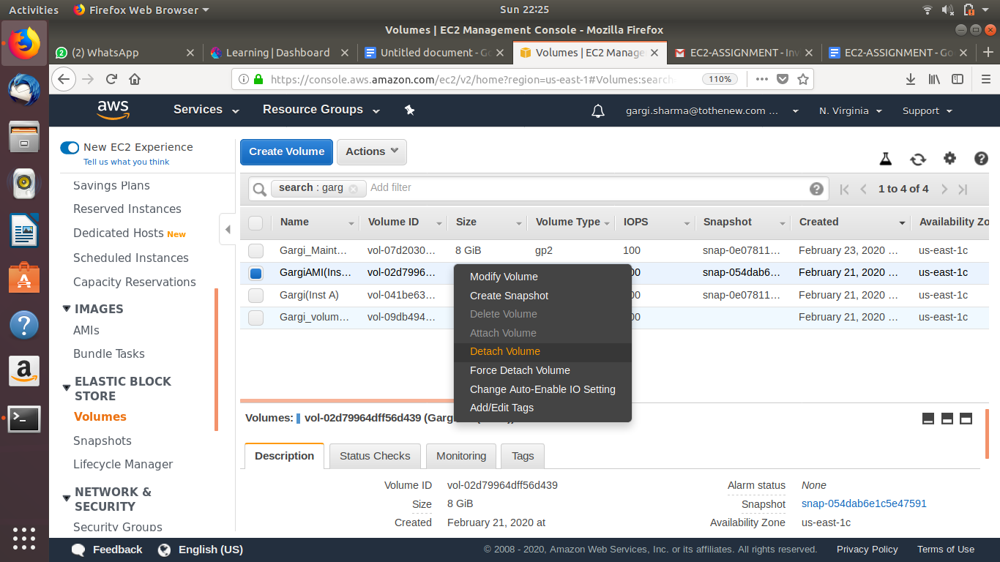 Activities Firefox Web Browser Sun 22:25
Volumes | EC2 Management Console - Mozilla Firefox
(2) WhatsApp Learning | Dashboard Untitled document - Go Volumes | EC2 Manage EC2-ASSIGNMENT - Inv EC2-ASSIGNMENT - Go
https://console.aws.amazon.com/ec2/v2/home?region=us-east-1#Volumes:search 110%
aws Services Resource Groups gargi.sharma@tothenew.com ... N. Virginia Support
New EC2 Experience
Tell us what you think
Savings Plans
Reserved Instances
Dedicated Hosts New
Scheduled Instances
Capacity Reservations
IMAGES
AMIs
Bundle Tasks
ELASTIC BLOCK
STORE
Volumes
Snapshots
Lifecycle Manager
NETWORK &
SECURITY
Security Groups
Create Volume Actions
search : garg Add filter 1 to 4 of 4
Name Volume ID Size Volume Type IOPS Snapshot Created Availability Zo
Gargi_Maint... vol-07d2030... 8 GiB gp2 100 snap-0e07811... February 23, 2020 ... us-east-1c
GargiAMI(Ins... vol-02d7996... 00 snap-054dab6... February 21, 2020 ... us-east-1c
Gargi(Inst A) vol-041be63... 00 snap-0e07811... February 21, 2020 ... us-east-1c
Gargi_volum... vol-09db494... 00 February 21, 2020 ... us-east-1c
Modify Volume
Create Snapshot
Delete Volume
Attach Volume
Detach Volume
Force Detach Volume
Change Auto-Enable IO Setting
Add/Edit Tags
Volumes: vol-02d79964dff56d439 (Garg
Description Status Checks Monitoring Tags
Volume ID vol-02d79964dff56d439 Alarm status None
Size 8 GiB Snapshot snap-054dab6e1c5e47591
Created February 21, 2020 at Availability Zone us-east-1c
Feedback English (US) © 2008 - 2020, Amazon Web Services, Inc. or its affiliates. All rights reserved. Privacy Policy Terms of Use